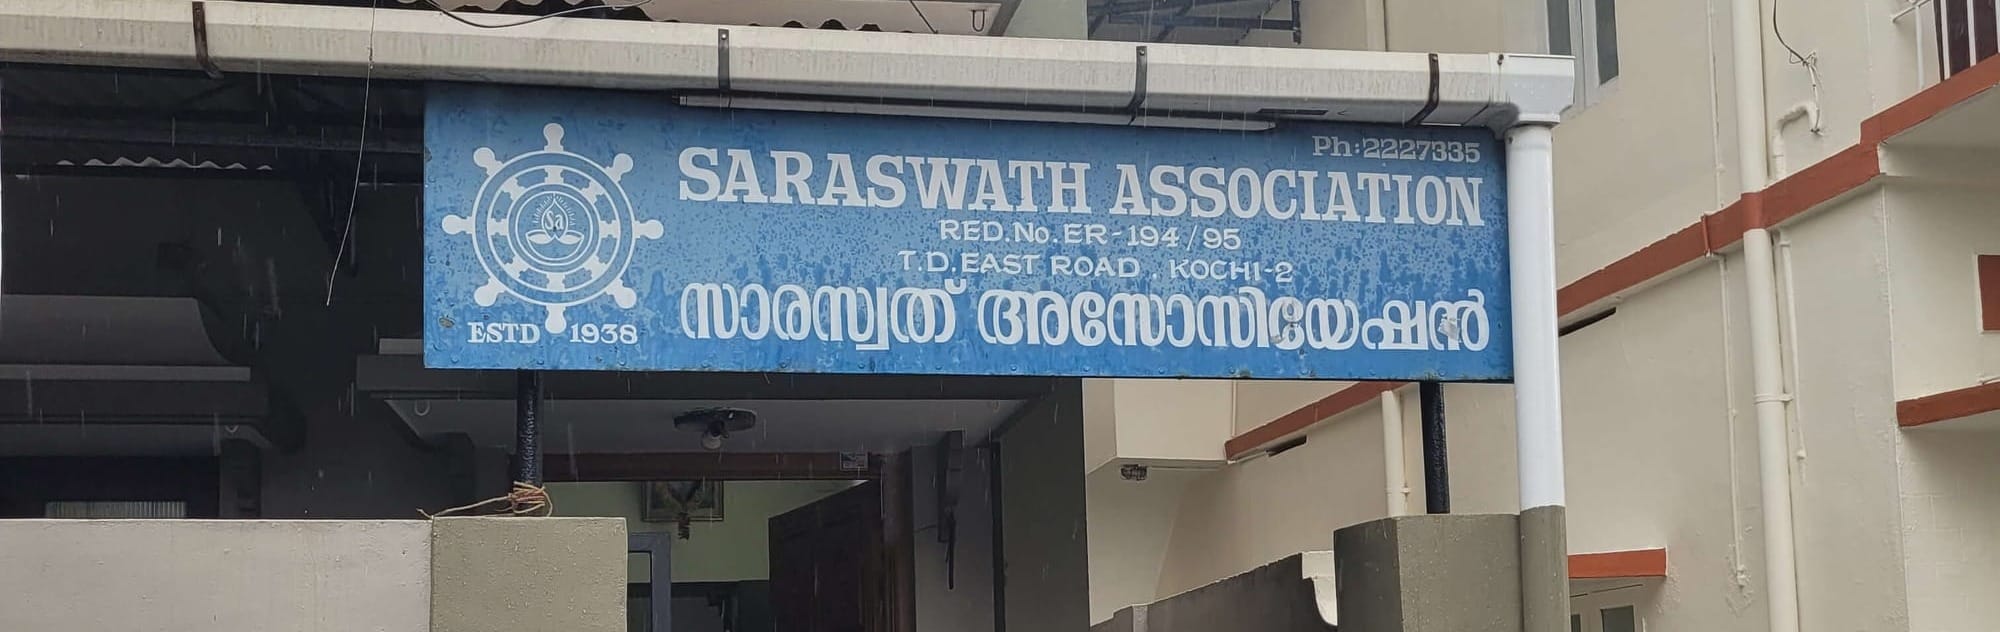 Ph:2227335
SARASWATH ASSOCIATION
RED.No.ER-194/95
T.D.EAST ROAD. KOCHI-2
സാരസ്വത് അസോസിയേഷൻ
Sa
ESTD 1938